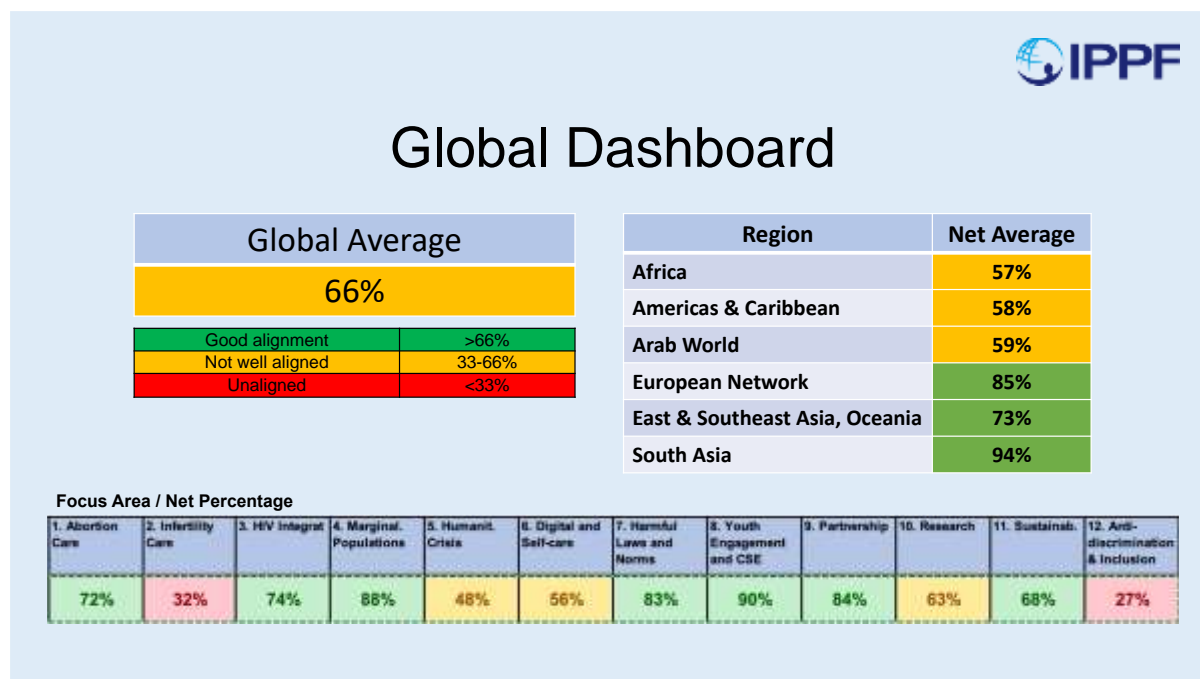 IPPF
Global Dashboard
Global Average
66%
Good alignment >66%
Not well aligned 33-66%
Unaligned <33%
Region Net Average
Africa 57%
Americas & Caribbean 58%
Arab World 59%
European Network 85%
East & Southeast Asia, Oceania 73%
South Asia 94%
Focus Area / Net Percentage
1. Abortion Care
2. Infertility Care
3. HIV Integrat
4. Marginal. Populations
5. Humanit. Crisis
6. Digital and Self-care
7. Harmful Laws and Norms
8. Youth Engagement and CSE
9. Partnership
10. Research
11. Sustainab.
12. Anti-discrimination & Inclusion
72% 32% 74% 88% 48% 56% 83% 90% 84% 63% 68% 27%